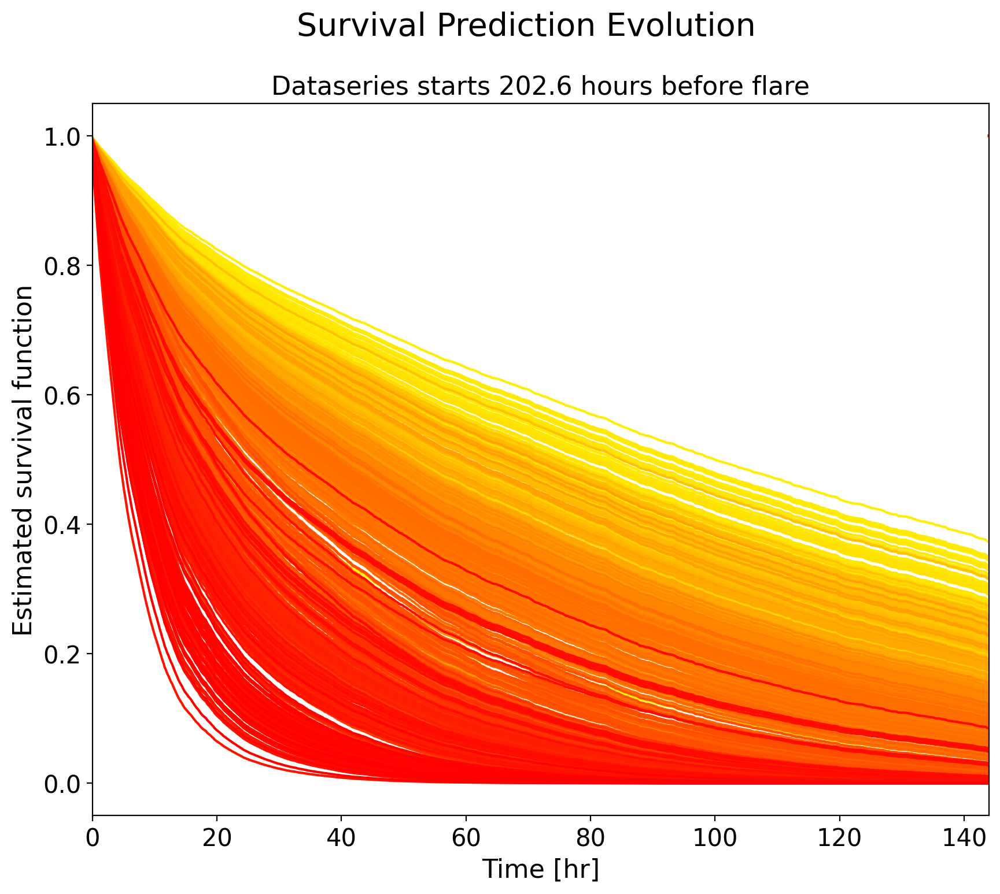 Survival Prediction Evolution
Dataseries starts 202.6 hours before flare
Estimated survival function
1.0
0.8
0.6
0.4
0.2
0.0
0 20 40 60 80 100 120 140
Time [hr]